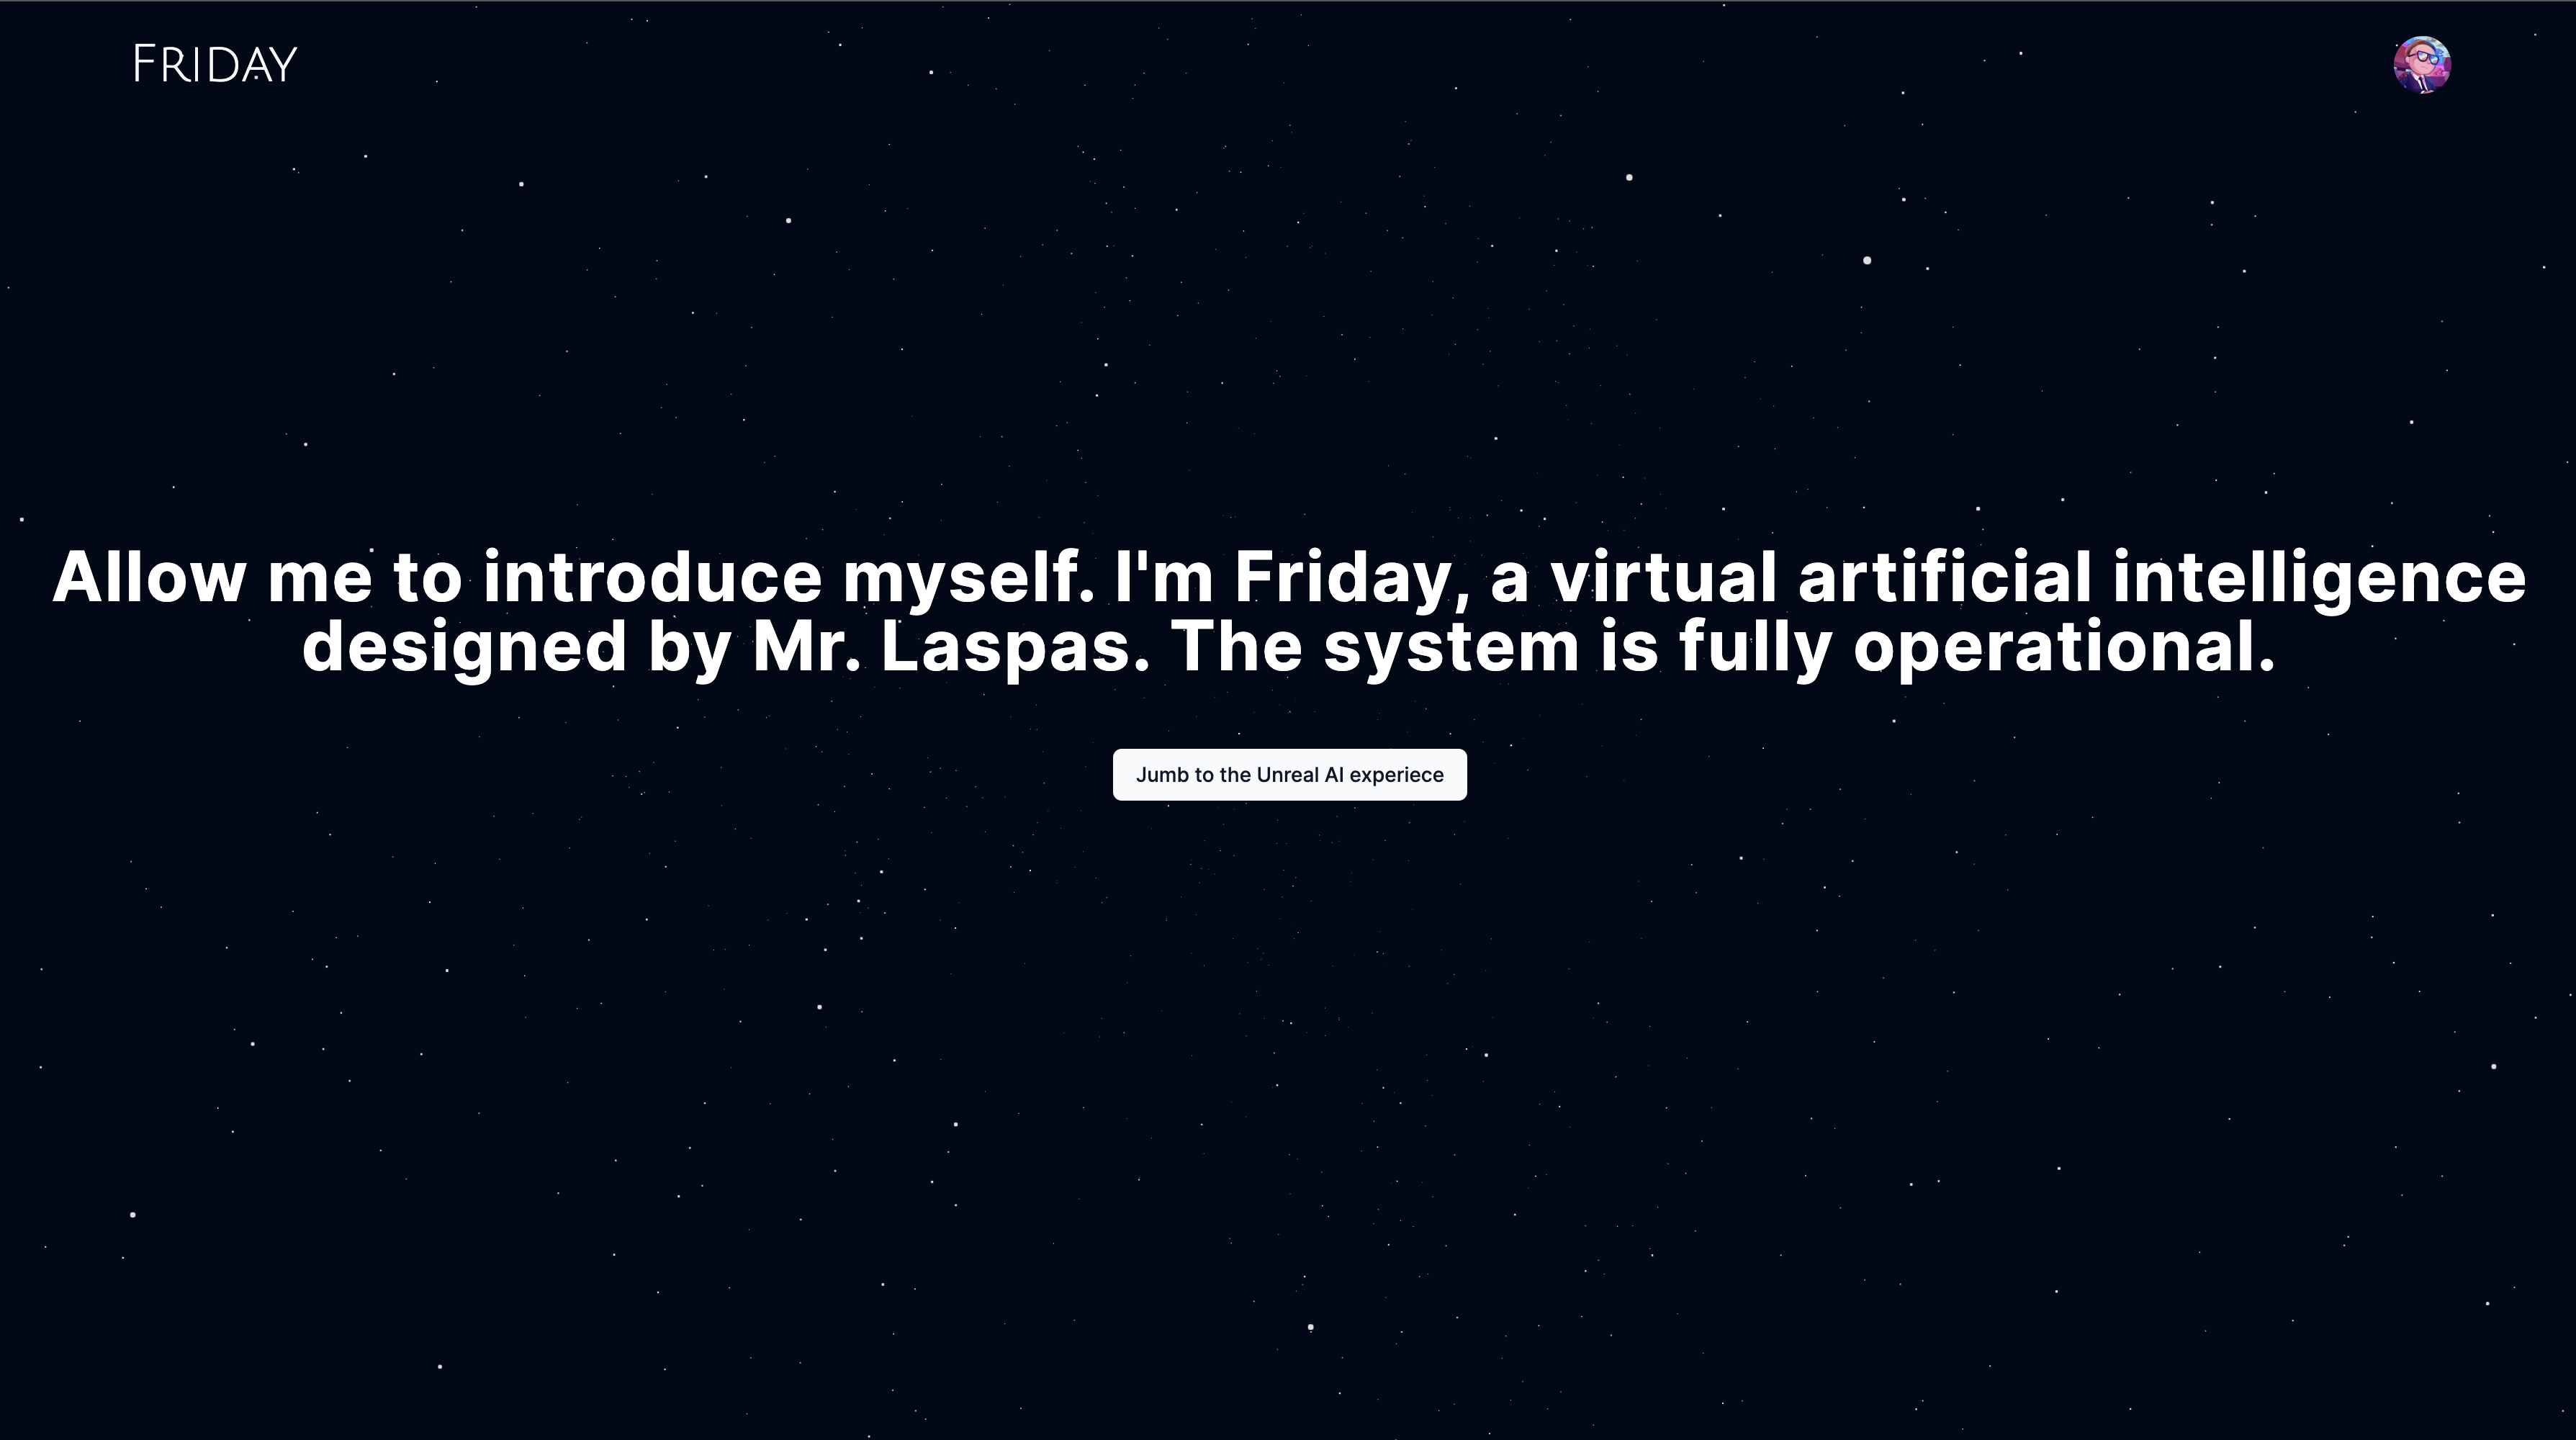 FRIDAY
Allow me to introduce myself. I'm Friday, a virtual artificial intelligence
designed by Mr. Laspas. The system is fully operational.
Jumb to the Unreal AI experiece